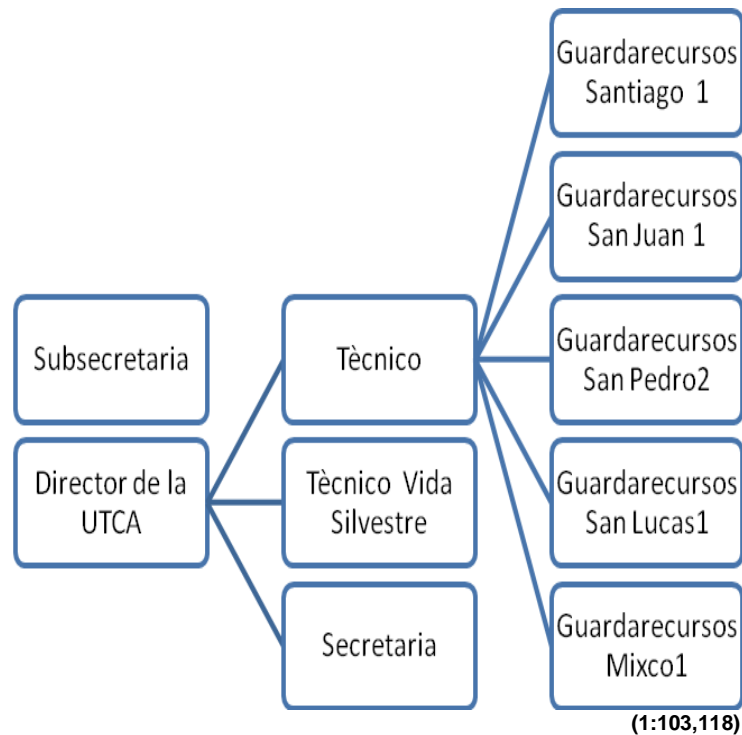 Subsecretaria
Director de la
UTCA
Tècnico
Tècnico Vida
Silvestre
Secretaria
Guardarecursos
Santiago 1
Guardarecursos
San Juan 1
Guardarecursos
San Pedro2
Guardarecursos
San Lucas1
Guardarecursos
Mixco1
(1:103,118)